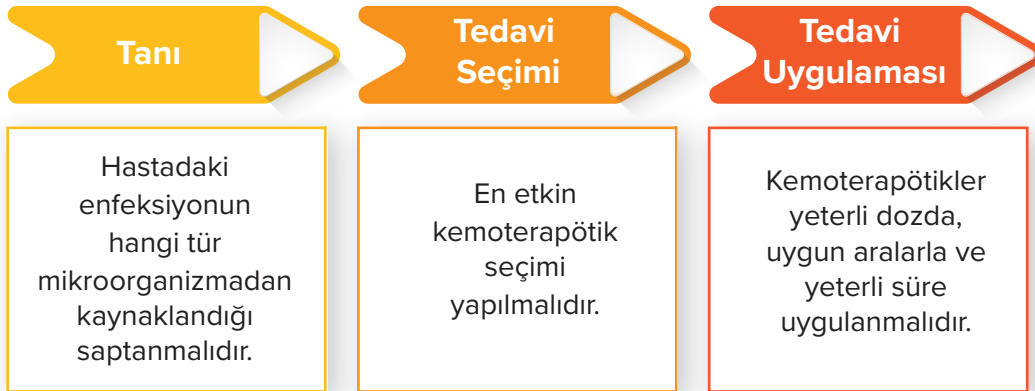 Tanı
Hastadaki
enfeksiyonun
hangi tür
mikroorganizmadan
kaynaklandığı
saptanmalıdır.
Tedavi
Seçimi
En etkin
kemoterapötik
seçimi
yapılmalıdır.
Tedavi
Uygulaması
Kemoterapötikler
yeterli dozda,
uygun aralarla ve
yeterli süre
uygulanmalıdır.